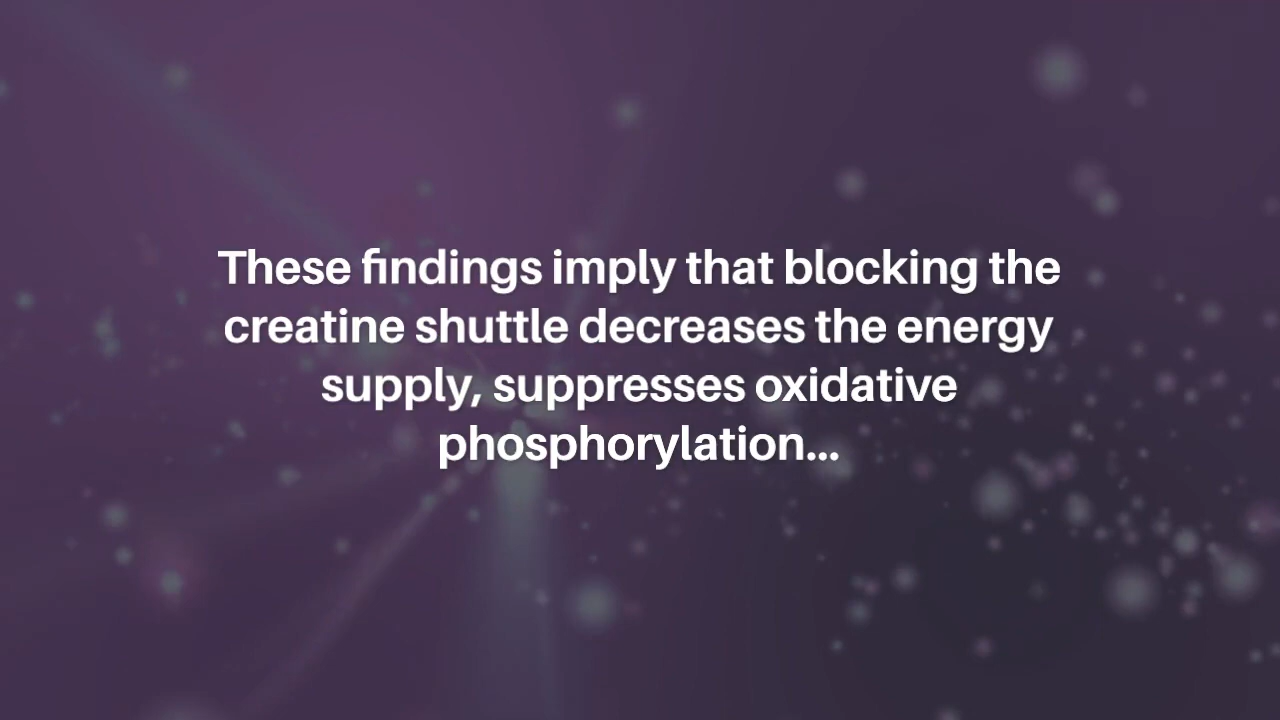 These findings imply that blocking the
creatine shuttle decreases the energy
supply, suppresses oxidative
phosphorylation...